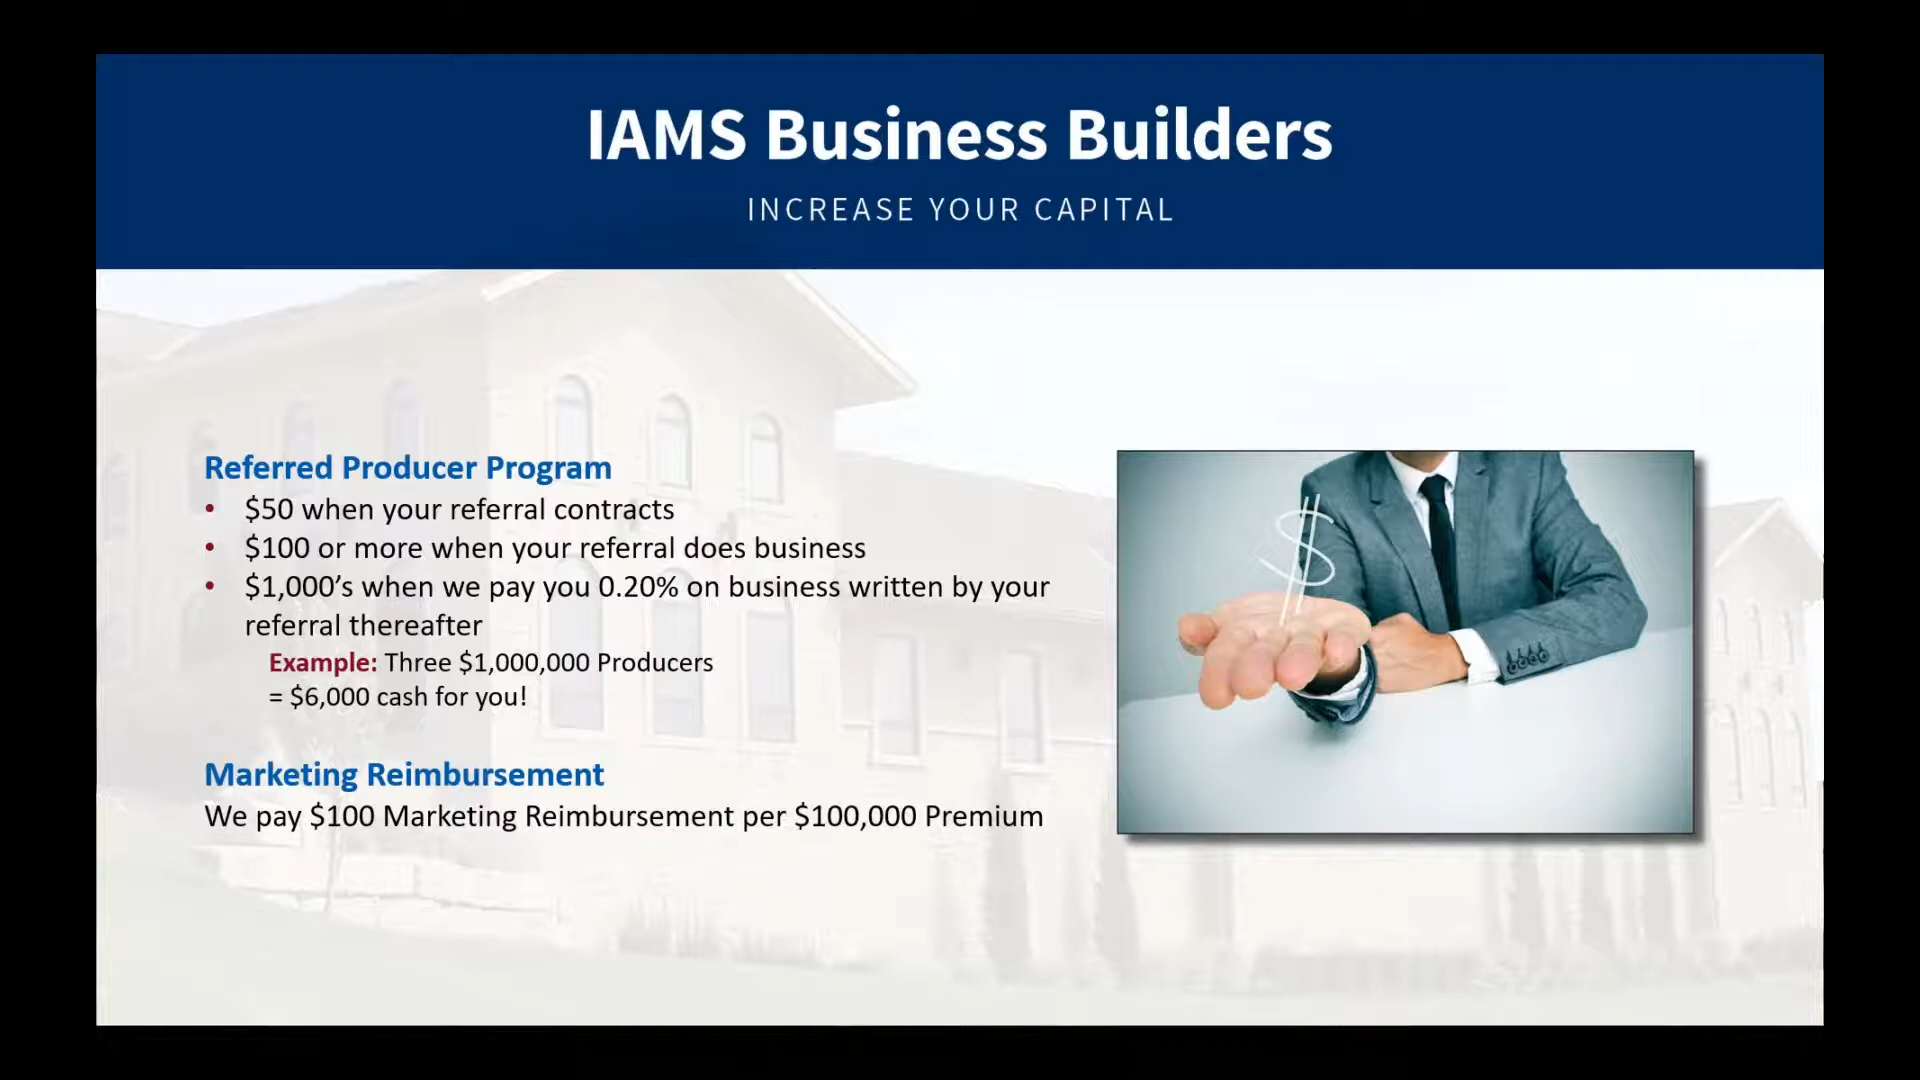 IAMS Business Builders
INCREASE YOUR CAPITAL
Referred Producer Program
• $50 when your referral contracts
• $100 or more when your referral does business
• $1,000’s when we pay you 0.20% on business written by your
referral thereafter
Example: Three $1,000,000 Producers
= $6,000 cash for you!
Marketing Reimbursement
We pay $100 Marketing Reimbursement per $100,000 Premium
$